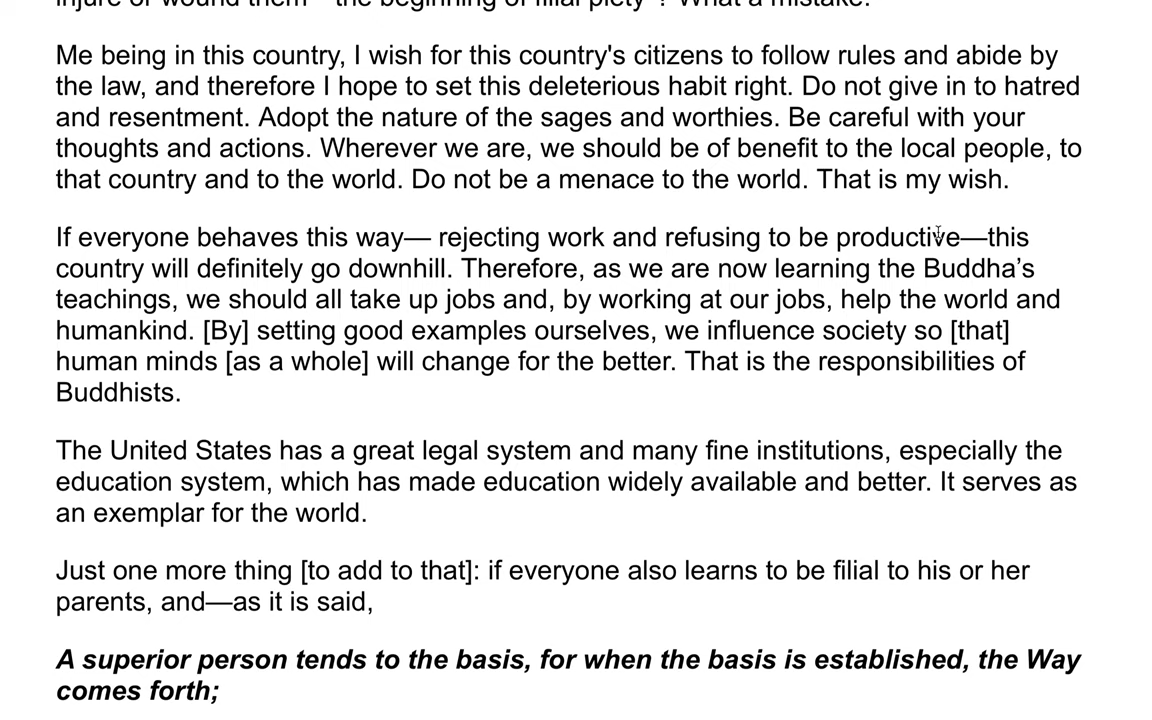 injure or wound them—the beginning of filial piety"? What a mistake.
Me being in this country, I wish for this country's citizens to follow rules and abide by
the law, and therefore I hope to set this deleterious habit right. Do not give in to hatred
and resentment. Adopt the nature of the sages and worthies. Be careful with your
thoughts and actions. Wherever we are, we should be of benefit to the local people, to
that country and to the world. Do not be a menace to the world. That is my wish.
If everyone behaves this way— rejecting work and refusing to be productive—this
country will definitely go downhill. Therefore, as we are now learning the Buddha’s
teachings, we should all take up jobs and, by working at our jobs, help the world and
humankind. [By] setting good examples ourselves, we influence society so [that]
human minds [as a whole] will change for the better. That is the responsibilities of
Buddhists.
The United States has a great legal system and many fine institutions, especially the
education system, which has made education widely available and better. It serves as
an exemplar for the world.
Just one more thing [to add to that]: if everyone also learns to be filial to his or her
parents, and—as it is said,
A superior person tends to the basis, for when the basis is established, the Way
comes forth;